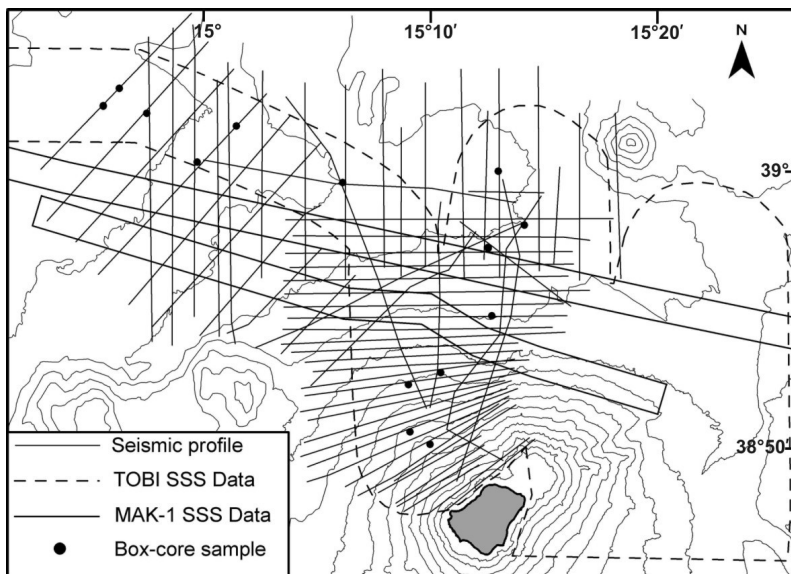 15° 15°10′ 15°20′
N
39°
38°50′
Seismic profile
TOBI SSS Data
MAK-1 SSS Data
Box-core sample